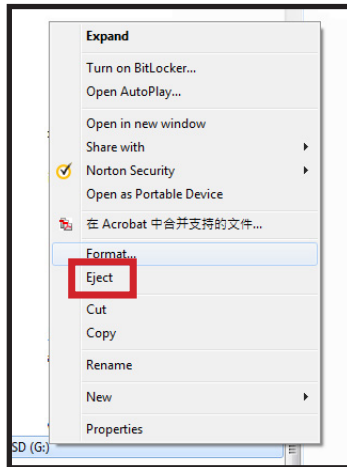 Expand
Turn on BitLocker...
Open AutoPlay...
Open in new window
Share with
Norton Security
Open as Portable Device
在 Acrobat 中合并支持的文件...
Format...
Eject
Cut
Copy
Rename
New
Properties
SD (G:)